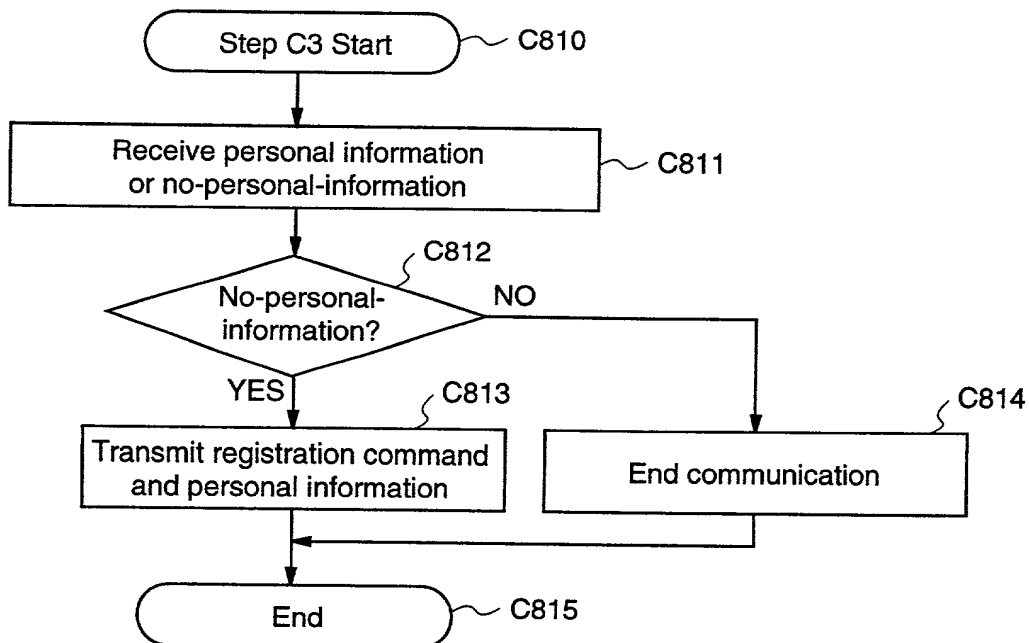 Step C3 Start
C810
Receive personal information
or no-personal-information
C811
C812
No-personal-
information?
NO
YES
C813
C814
Transmit registration command
and personal information
End communication
End
C815